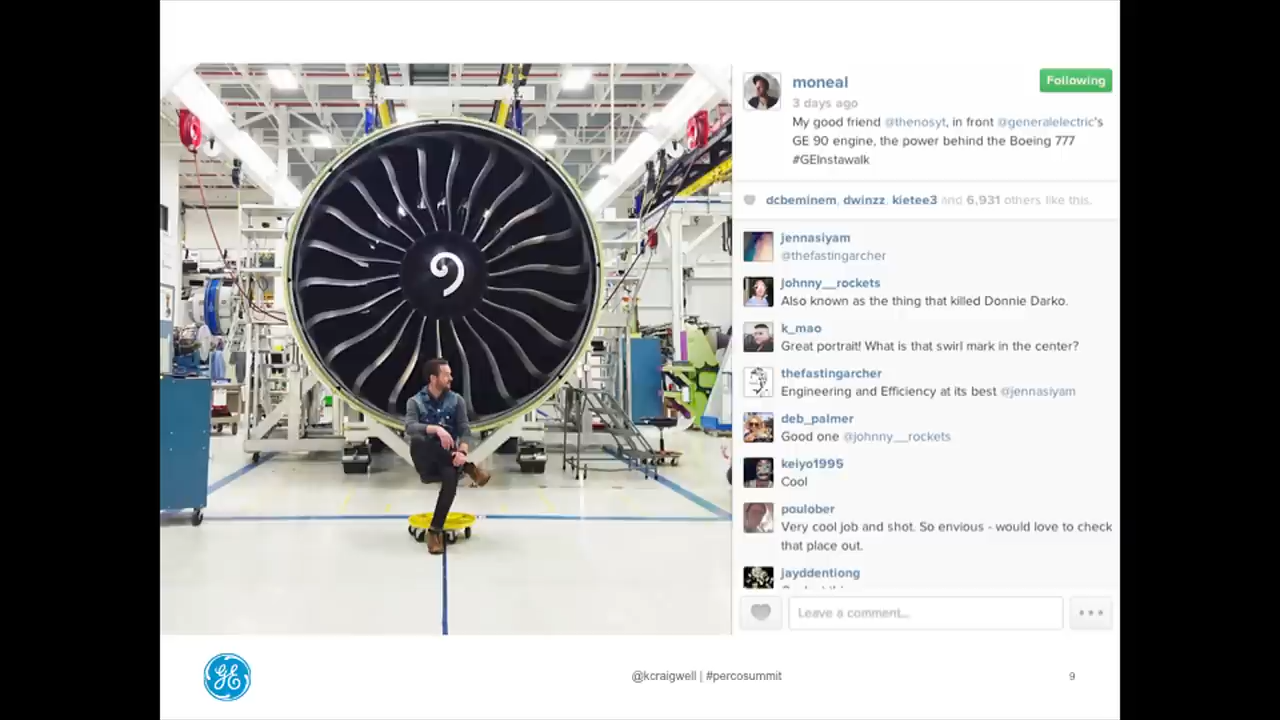 moneal
Following
3 days ago
My good friend @thenosyt, in front @generalelectric's
GE 90 engine, the power behind the Boeing 777
#GEInstawalk
dcbeminem, dwinzz, kietee3 and 6,931 others like this.
jennasiyam
@thefastingarcher
johnny__rockets
Also known as the thing that killed Donnie Darko.
k_mao
Great portrait! What is that swirl mark in the center?
thefastingarcher
Engineering and Efficiency at its best @jennasiyam
deb_palmer
Good one @johnny__rockets
keiyo1995
Cool
poulober
Very cool job and shot. So envious - would love to check
that place out.
jayddentiong
Leave a comment...
GE
@kcraigwell | #percosummit
9